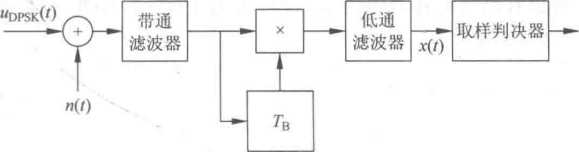 u_DPSK(t)
+
n(t)
带通
滤波器
×
T_B
低通
滤波器
x(t)
取样判决器